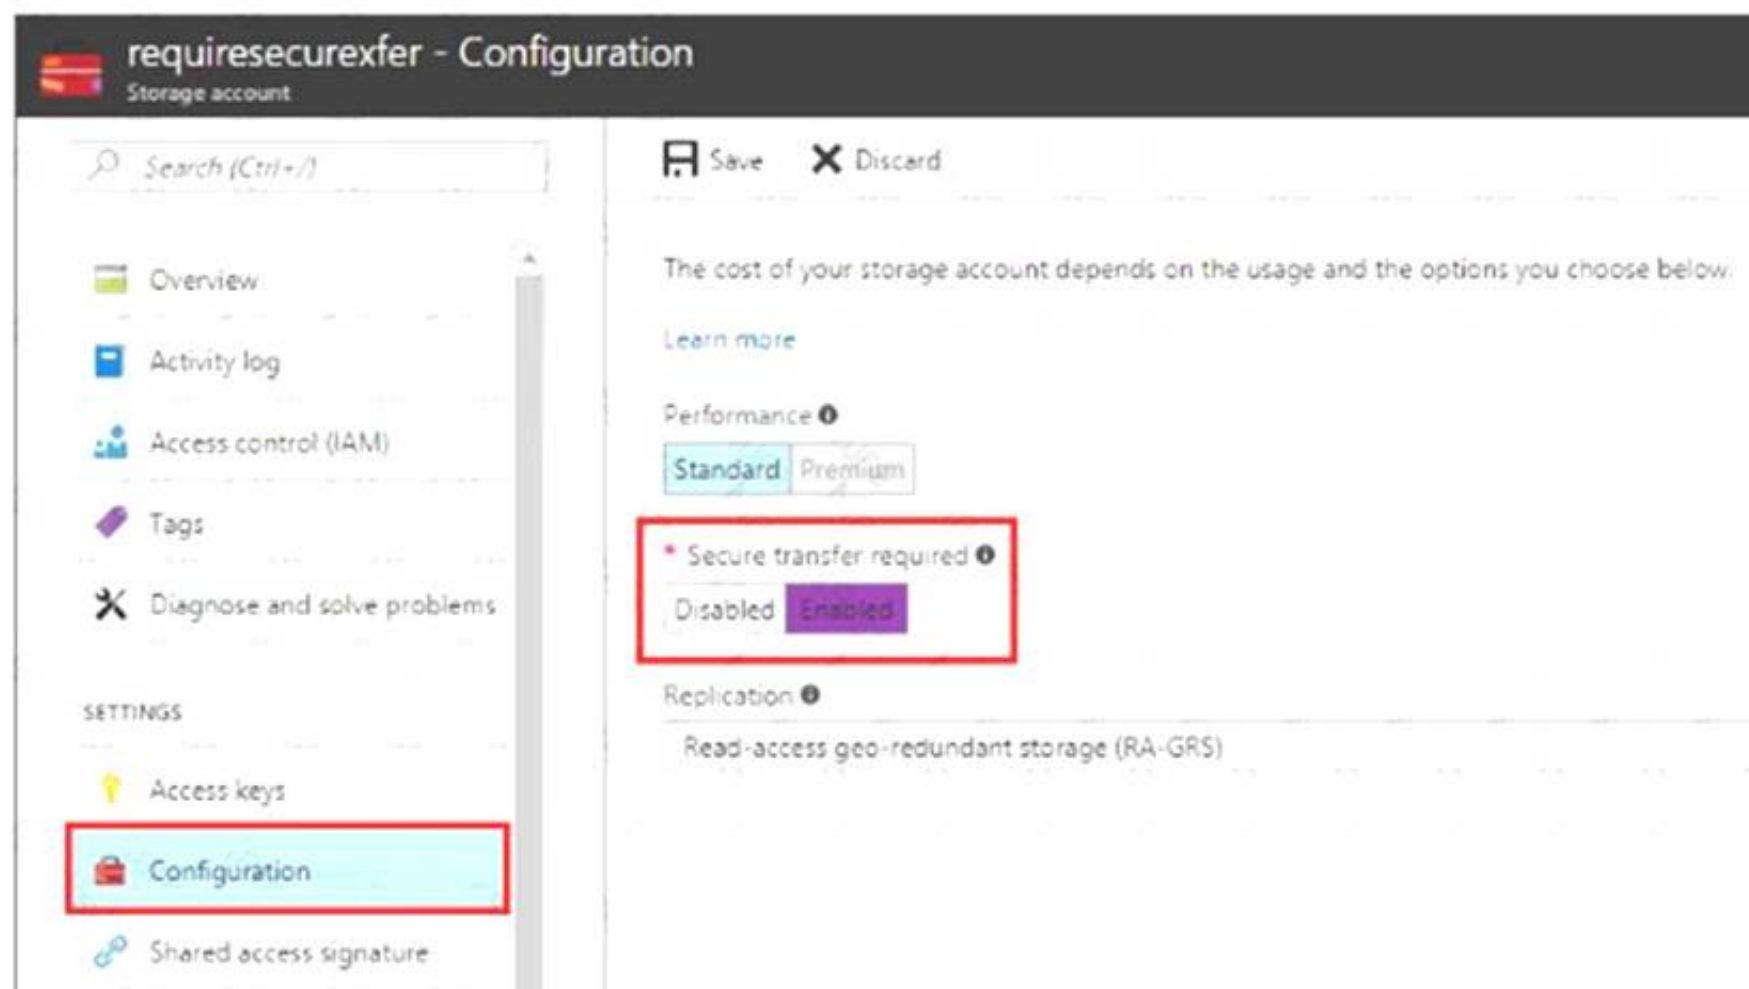 requiresecurexfer - Configuration
Storage account
Search (Ctrl+/)
Overview
Activity log
Access control (IAM)
Tags
Diagnose and solve problems
SETTINGS
Access keys
Configuration
Shared access signature
Save
Discard
The cost of your storage account depends on the usage and the options you choose below.
Learn more
Performance
Standard Premium
* Secure transfer required
Disabled Enabled
Replication
Read-access geo-redundant storage (RA-GRS)